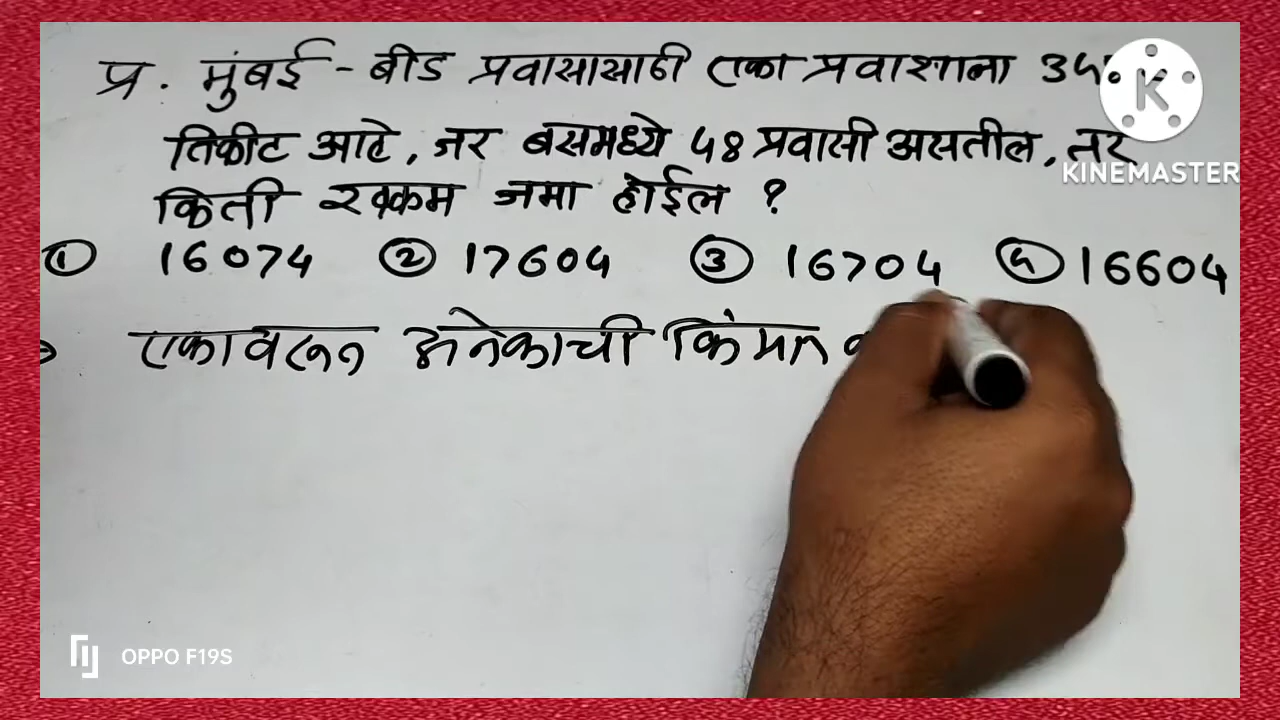 प्र. मुंबई - बीड प्रवासासाठी एका प्रवाशाला
तिकीट आहे, जर बसमध्ये 48 प्रवासी असतील, तर
किती रक्कम जमा होईल ?
① 16074 ② 17604 ③ 16704 ④ 16604
एकावरून अनेकाची किंमत
KINEMASTER
OPPO F19S